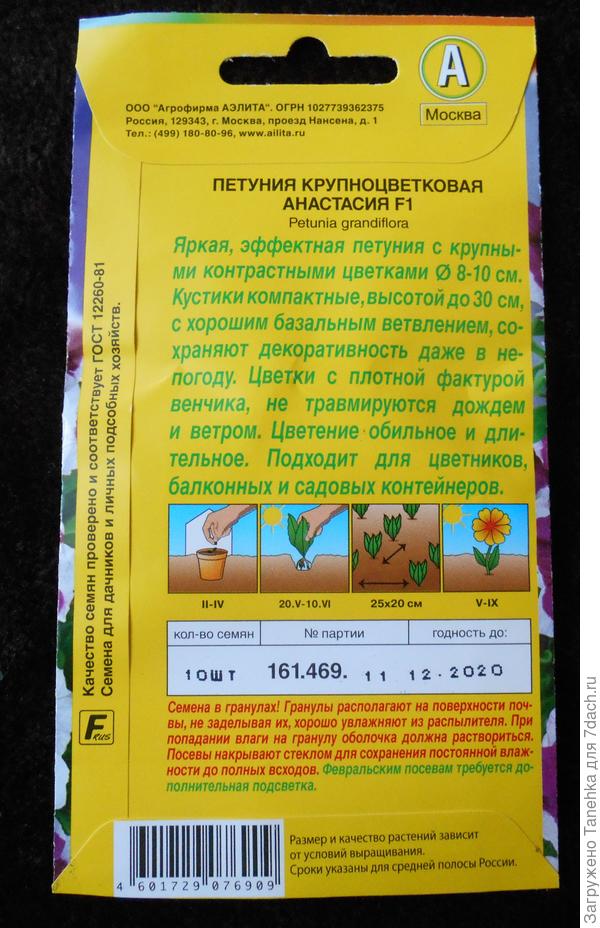 А
Москва
ООО "Агрофирма АЭЛИТА". ОГРН 1027739362375
Россия, 129343, г. Москва, проезд Нансена, д. 1
Тел.: (499) 180-80-96, www.ailita.ru
ПЕТУНИЯ КРУПНОЦВЕТКОВАЯ
АНАСТАСИЯ F1
Petunia grandiflora
Яркая, эффектная петуния с крупны-
ми контрастными цветками Ø 8-10 см.
Кустики компактные, высотой до 30 см,
с хорошим базальным ветвлением, со-
храняют декоративность даже в не-
погоду. Цветки с плотной фактурой
венчика, не травмируются дождем
и ветром. Цветение обильное и дли-
тельное. Подходит для цветников,
балконных и садовых контейнеров.
II-IV 20.V-10.VI 25х20 см V-IX
кол-во семян № партии годность до:
10шт 161.469. 11 12.2020
Семена в гранулах! Гранулы располагают на поверхности поч-
вы, не заделывая их, хорошо увлажняют из распылителя. При
попадании влаги на гранулу оболочка должна раствориться.
Посевы накрывают стеклом для сохранения постоянной влаж-
ности до полных всходов. Февральским посевам требуется до-
полнительная подсветка.
Качество семян проверено и соответствует ГОСТ 12260-81
Семена для дачников и личных подсобных хозяйств.
F rus
4 601729 076909
Размер и качество растений зависит
от условий выращивания.
Сроки указаны для средней полосы России.
Загружено Tanehka для 7dach.ru